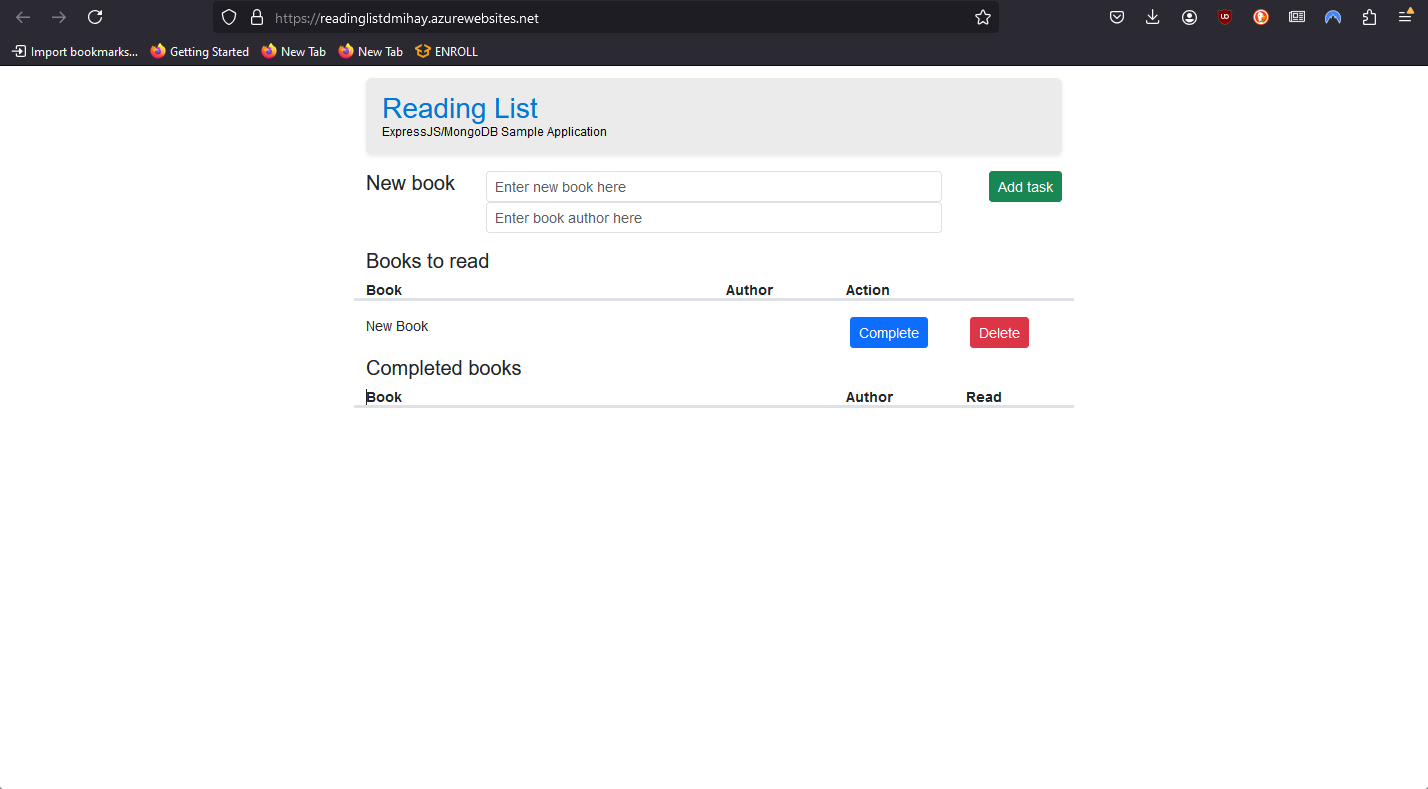 https://readinglistdmihay.azurewebsites.net
Import bookmarks... Getting Started New Tab New Tab ENROLL
Reading List
ExpressJS/MongoDB Sample Application
New book Enter new book here Add task
Enter book author here
Books to read
Book Author Action
New Book Complete Delete
Completed books
Book Author Read